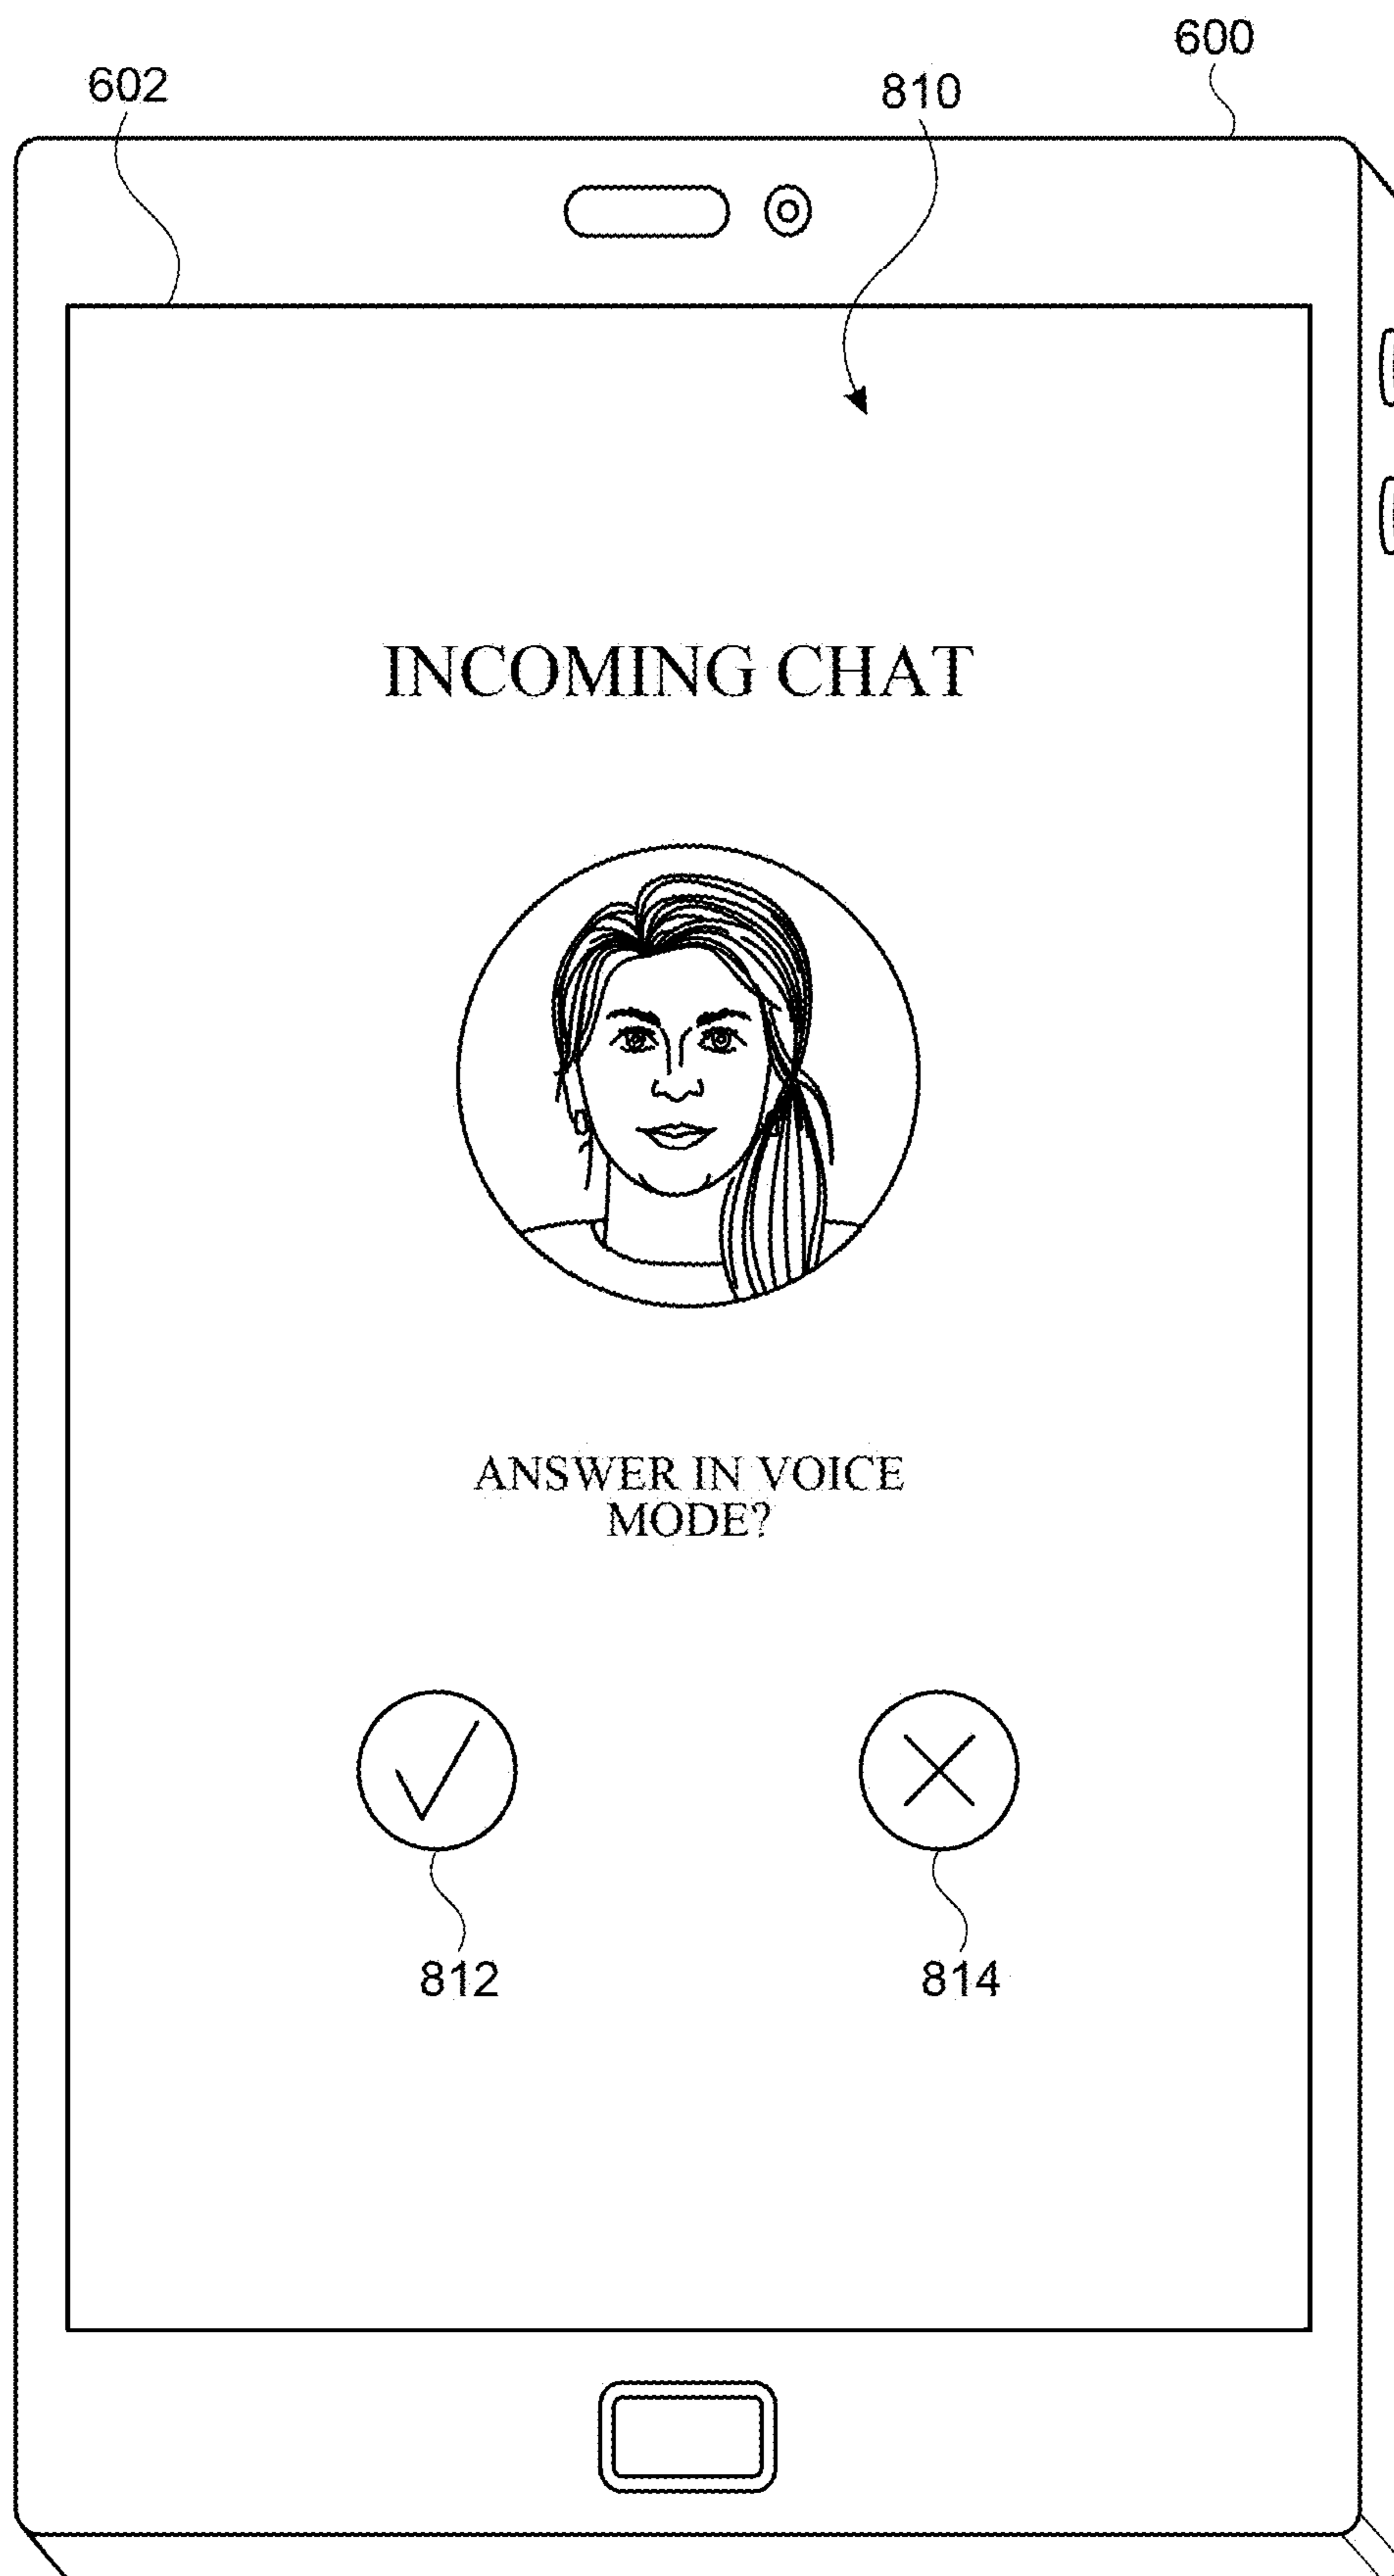 600
602
810
INCOMING CHAT
ANSWER IN VOICE
MODE?
812
814